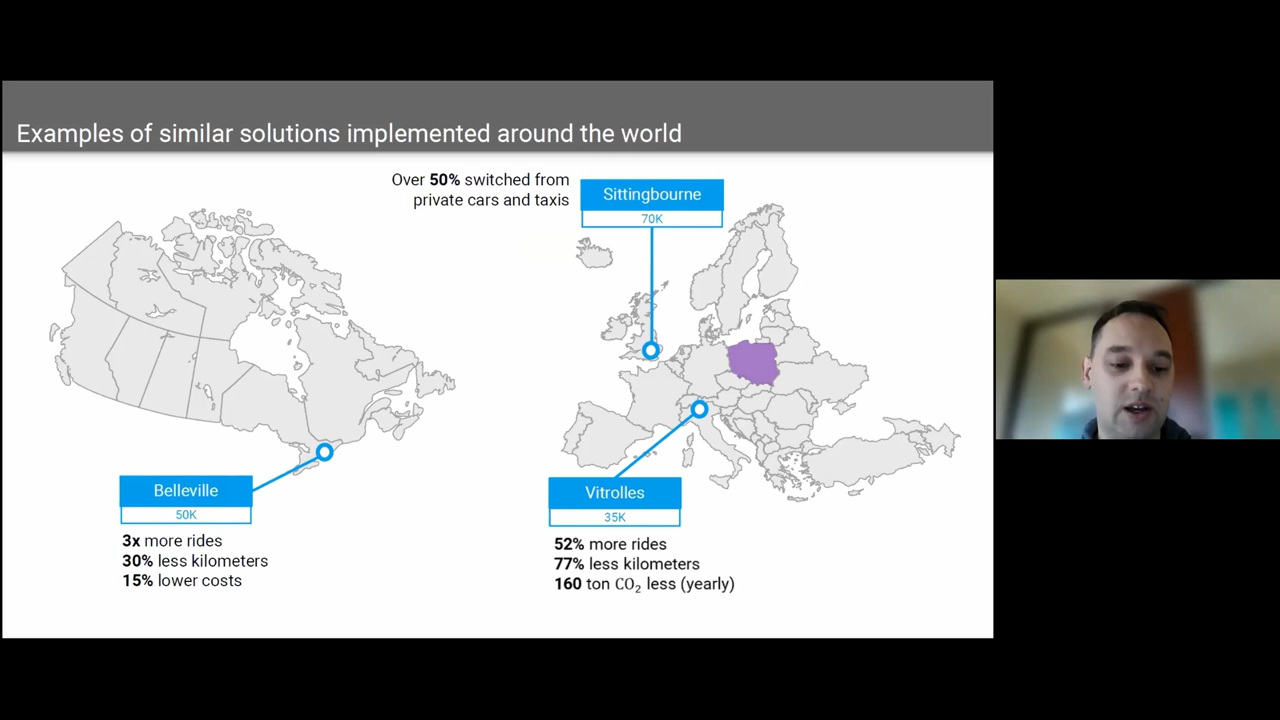 Examples of similar solutions implemented around the world
Over 50% switched from
private cars and taxis
Sittingbourne
70K
Belleville
50K
3x more rides
30% less kilometers
15% lower costs
Vitrolles
35K
52% more rides
77% less kilometers
160 ton CO₂ less (yearly)